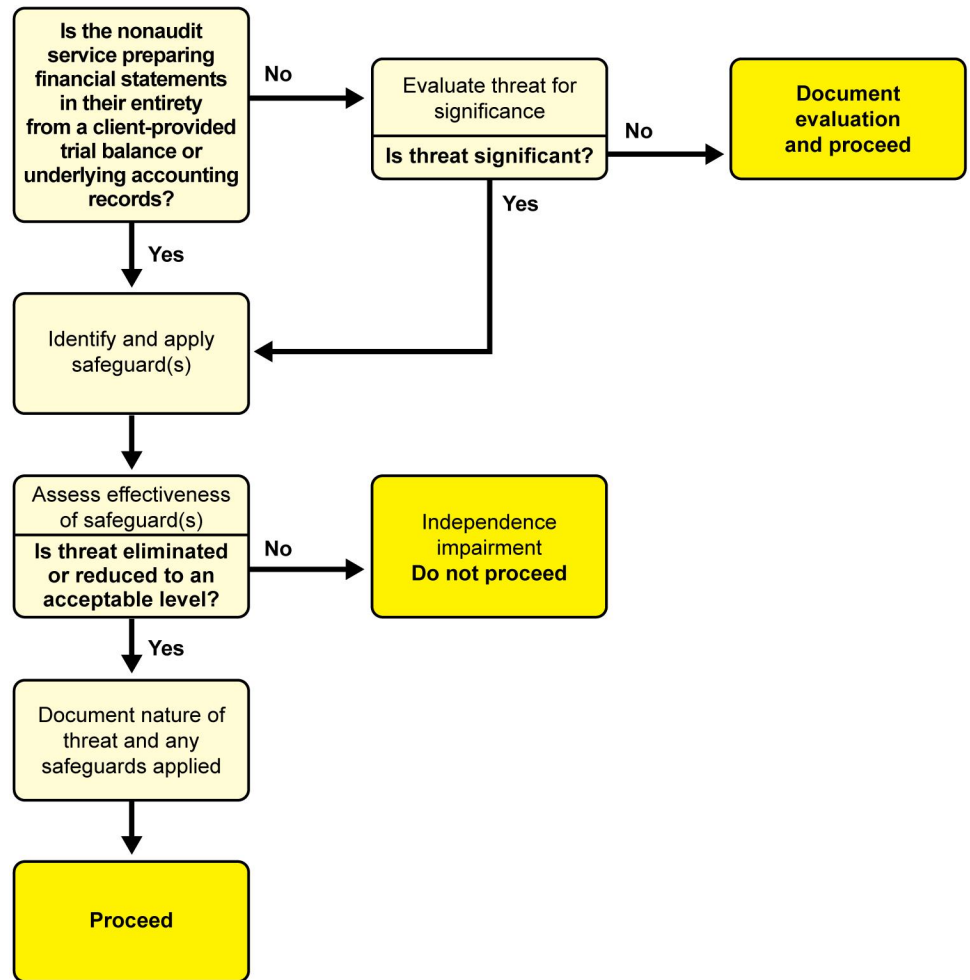 Is the nonaudit
service preparing
financial statements
in their entirety
from a client-provided
trial balance or
underlying accounting
records?
No
Evaluate threat for
significance
Is threat significant?
No
Document
evaluation
and proceed
Yes
Yes
Identify and apply
safeguard(s)
Assess effectiveness
of safeguard(s)
Is threat eliminated
or reduced to an
acceptable level?
No
Independence
impairment
Do not proceed
Yes
Document nature of
threat and any
safeguards applied
Proceed